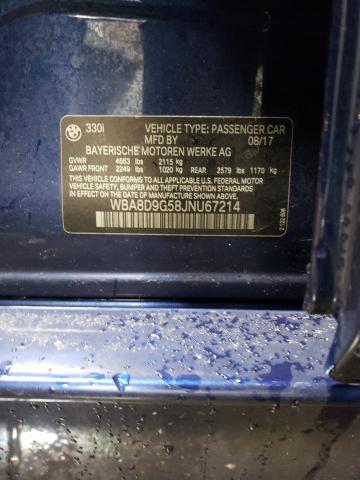 330i VEHICLE TYPE: PASSENGER CAR
MFD BY 08/17
BAYERISCHE MOTOREN WERKE AG
GVWR 4663 lbs 2115 kg
GAWR FRONT 2249 lbs 1020 kg REAR 2579 lbs 1170 kg
THIS VEHICLE CONFORMS TO ALL APPLICABLE
FEDERAL MOTOR VEHICLE SAFETY, BUMPER, AND
THEFT PREVENTION STANDARDS IN EFFECT ON
THE DATE OF MANUFACTURE SHOWN ABOVE.
WBA8D9G58JNU67214